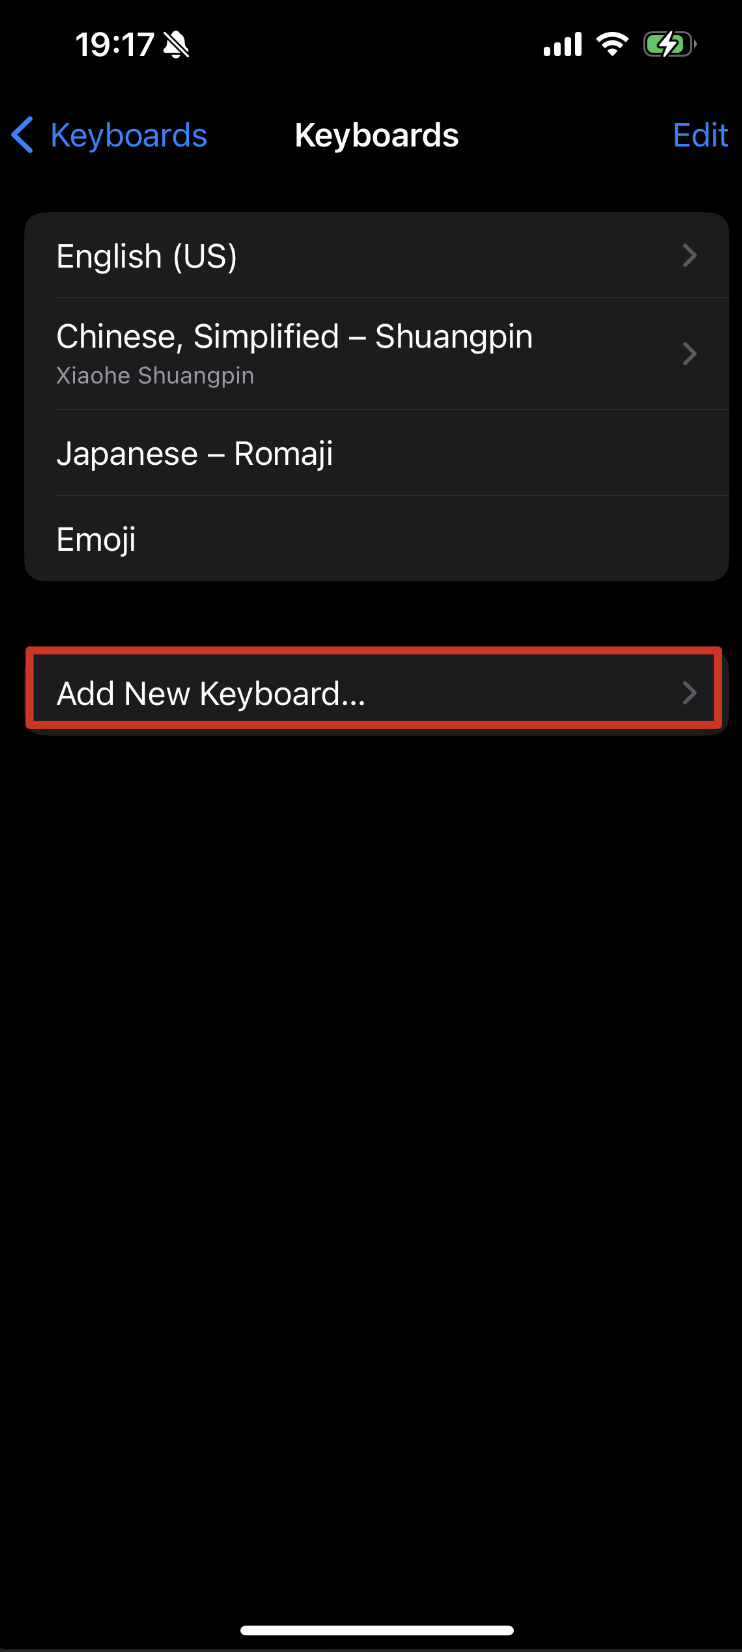 19:17
Keyboards
Keyboards
Edit
English (US)
Chinese, Simplified – Shuangpin
Xiaohe Shuangpin
Japanese – Romaji
Emoji
Add New Keyboard...